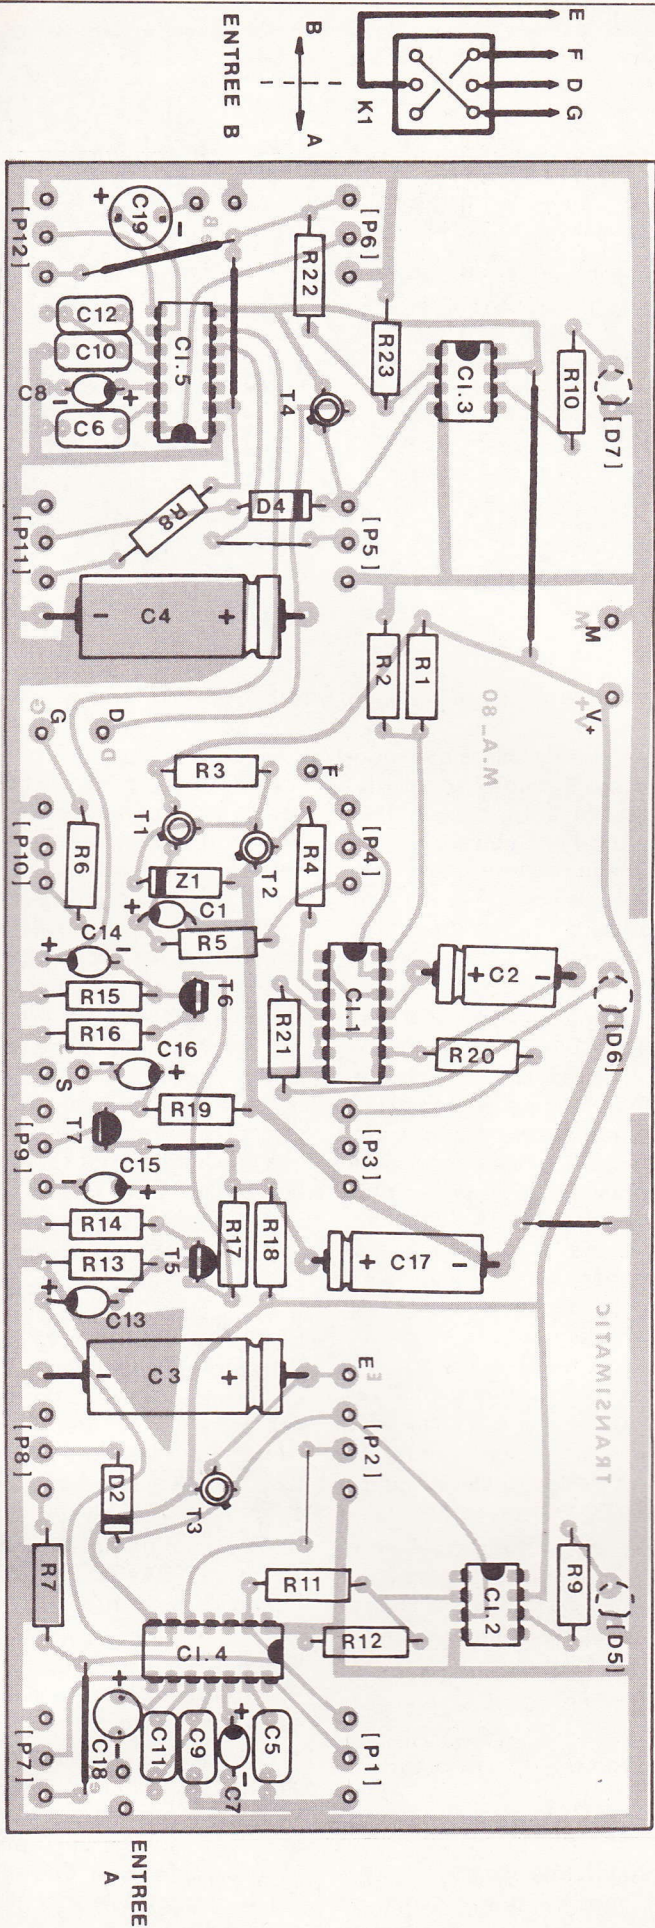 E
F
D
G
K1
B
A
ENTREE B
[P12]
+ C19 -
[P6]
R22
R23
C12
C10
C8
- +
C6
CI.5
T4
CI.3
R10
[D7]
R8
D4
[P11]
[P5]
- C4 +
M
M
V+
V+
R2
R1
M.A_80
G
G
D
D
R3
F
T1
T2
Z1
R4
[P4]
[P10]
R6
+ C1
R5
+ C14 -
R15
T6
R16
R21
CI.1
+ C2 -
[D6]
R20
S
- C16 +
R19
T7
[P9]
[P3]
- C15 +
R14
R13
T5
R17
R18
+ C17 -
+ C13 -
- C3 +
E
E
TRANSIMATIC
[P8]
[P2]
D2
T3
R7
R11
R12
CI.2
R9
[D5]
CI.4
+ C18 -
C11
C9
+ C7 -
C5
[P7]
[P1]
ENTREE
A